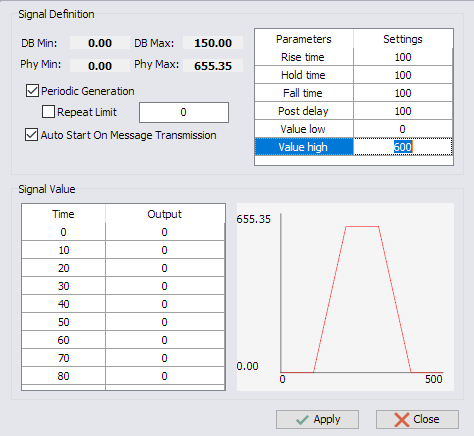 Signal Definition
DB Min: 0.00 DB Max: 150.00
Phy Min: 0.00 Phy Max: 655.35
Periodic Generation
Repeat Limit 0
Auto Start On Message Transmission
Parameters Settings
Rise time 100
Hold time 100
Fall time 100
Post delay 100
Value low 0
Value high 600
Signal Value
Time Output
0 0
10 0
20 0
30 0
40 0
50 0
60 0
70 0
80 0
655.35
0.00
0 500
Apply Close